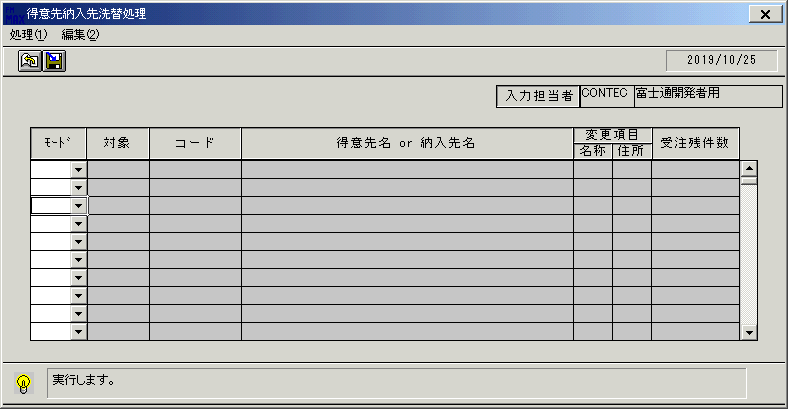 得意先納入先洗替処理
処理(1) 編集(2)
2019/10/25
入力担当者 CONTEC 富士通開発者用
ﾓｰﾄﾞ 対象 コード 得意先名 or 納入先名 変更項目 受注残件数
名称 住所
実行します。